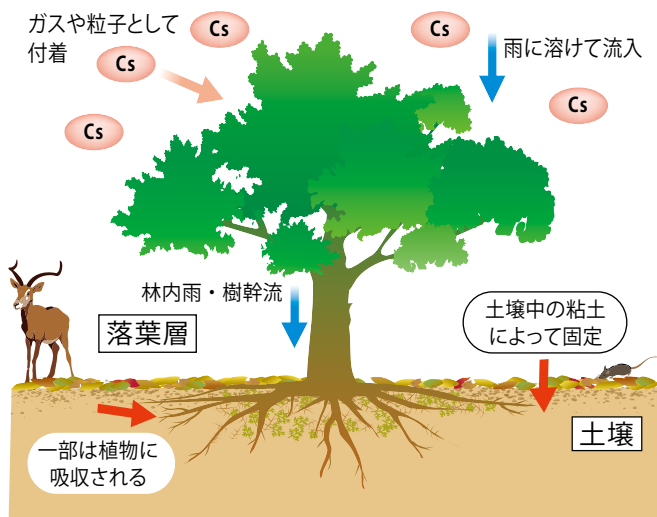 ガスや粒子として
付着
Cs
Cs
Cs
Cs
Cs
雨に溶けて流入
林内雨・樹幹流
落葉層
土壌中の粘土
によって固定
土壌
一部は植物に
吸収される